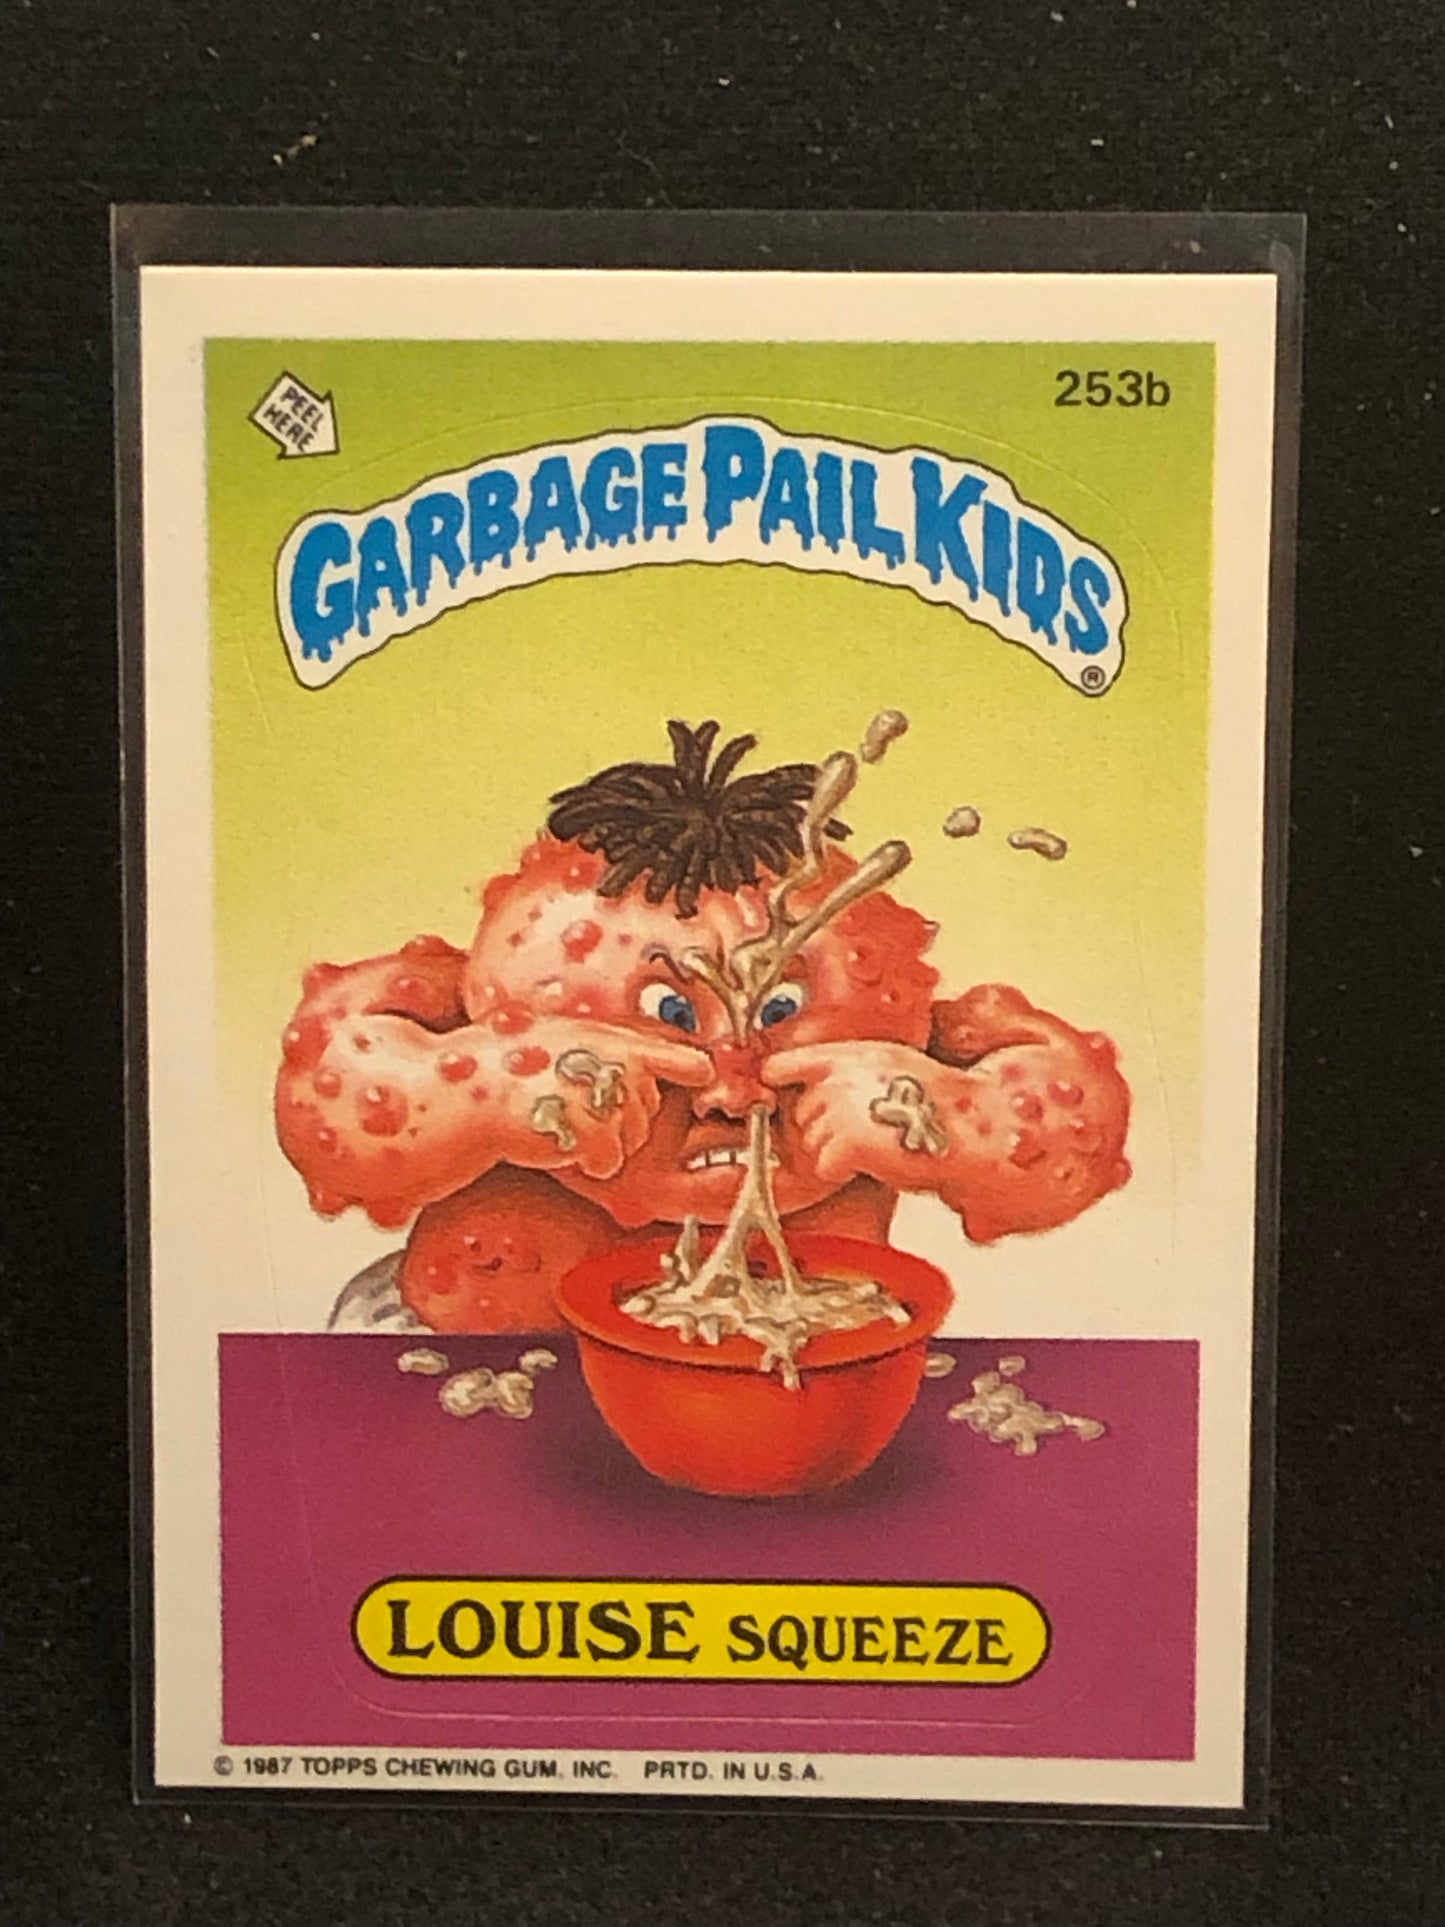 253b
PEEL
HERE
GARBAGE PAIL KIDS
®
LOUISE SQUEEZE
© 1987 TOPPS CHEWING GUM, INC. PRTD. IN U.S.A.